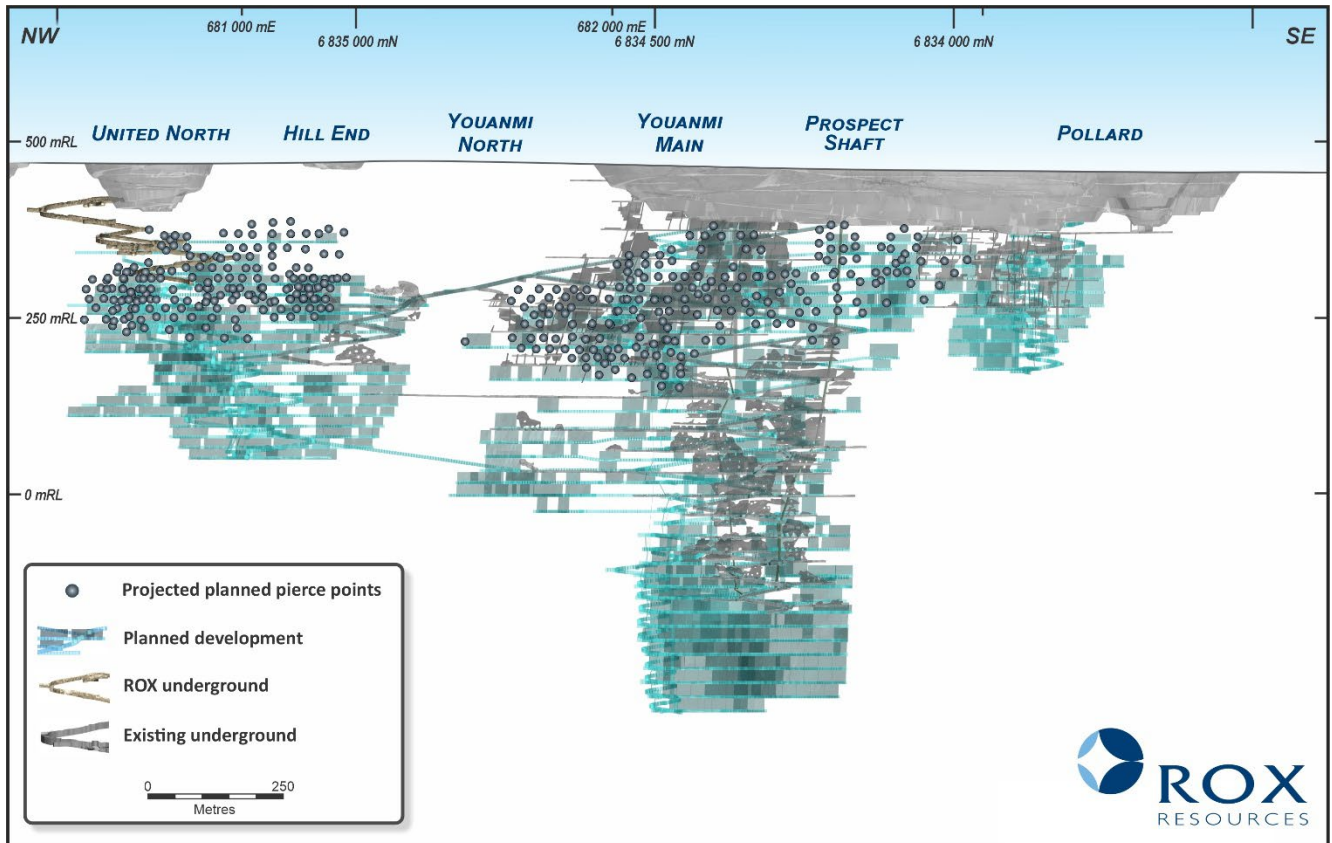 NW
681 000 mE
6 835 000 mN
682 000 mE
6 834 500 mN
6 834 000 mN
SE
UNITED NORTH
HILL END
YOUANMI
NORTH
YOUANMI
MAIN
PROSPECT
SHAFT
POLLARD
500 mRL
250 mRL
0 mRL
Projected planned pierce points
Planned development
ROX underground
Existing underground
0 250
Metres
ROX
RESOURCES